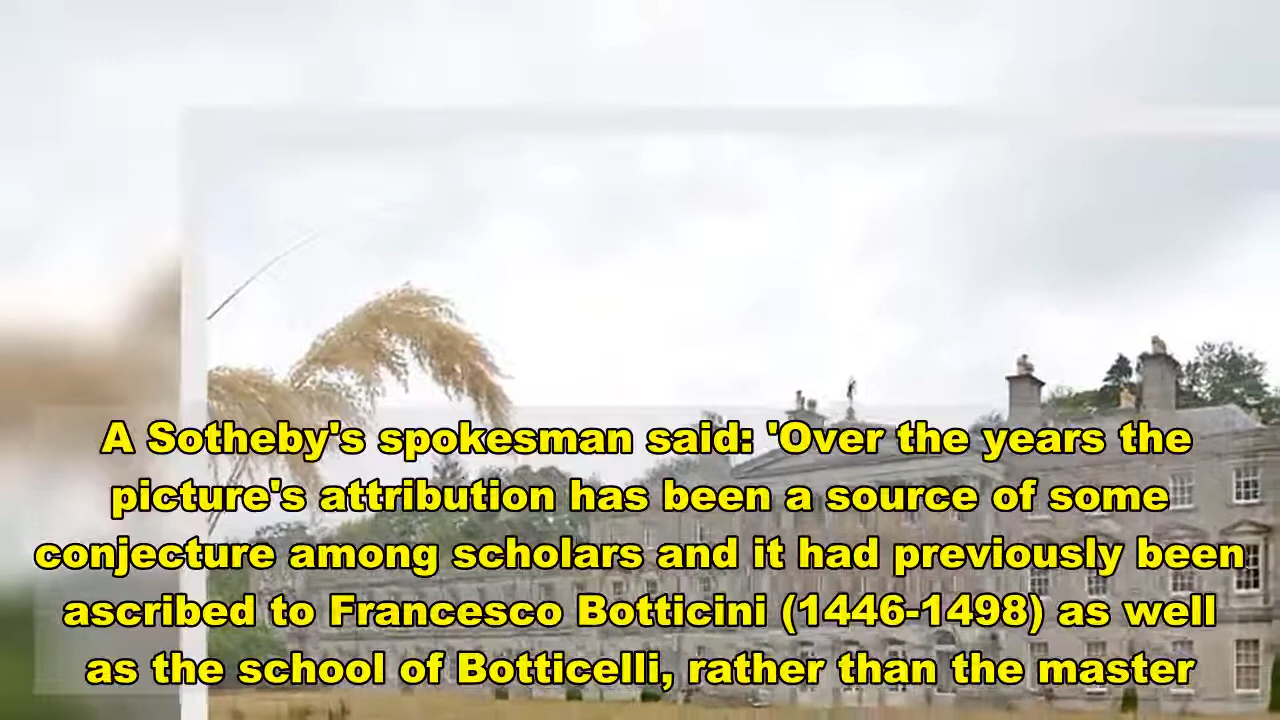 A Sotheby's spokesman said: 'Over the years the
picture's attribution has been a source of some
conjecture among scholars and it had previously been
ascribed to Francesco Botticini (1446-1498) as well
as the school of Botticelli, rather than the master